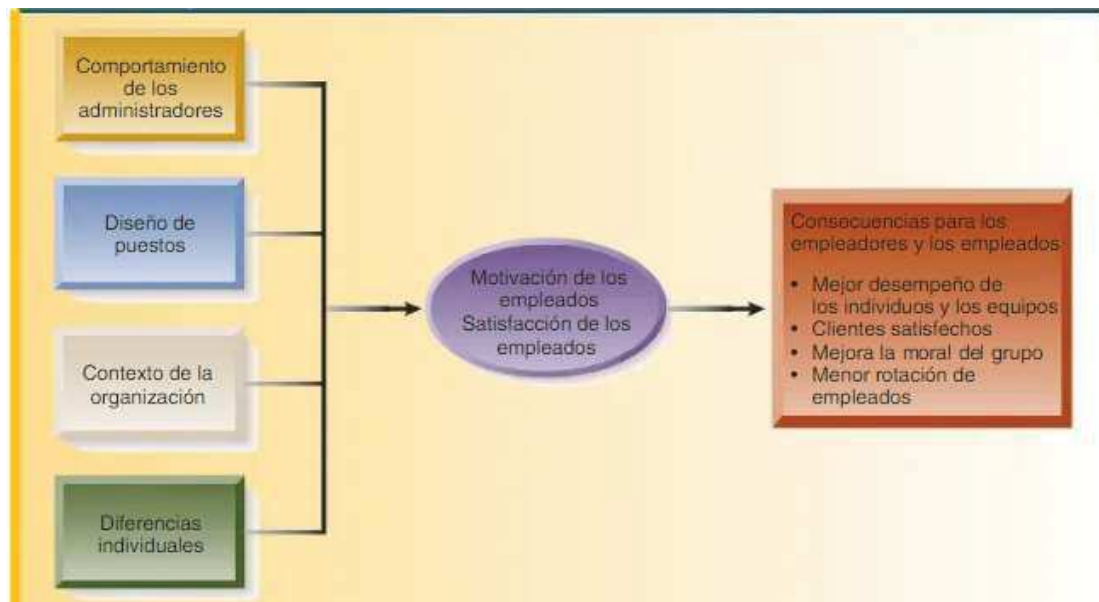 Comportamiento
de los
administradores
Diseño de
puestos
Contexto de la
organización
Diferencias
individuales
Motivación de los
empleados
Satisfacción de los
empleados
Consecuencias para los
empleadores y los empleados
• Mejor desempeño de
los individuos y los equipos
• Clientes satisfechos
• Mejora la moral del grupo
• Menor rotación de
empleados